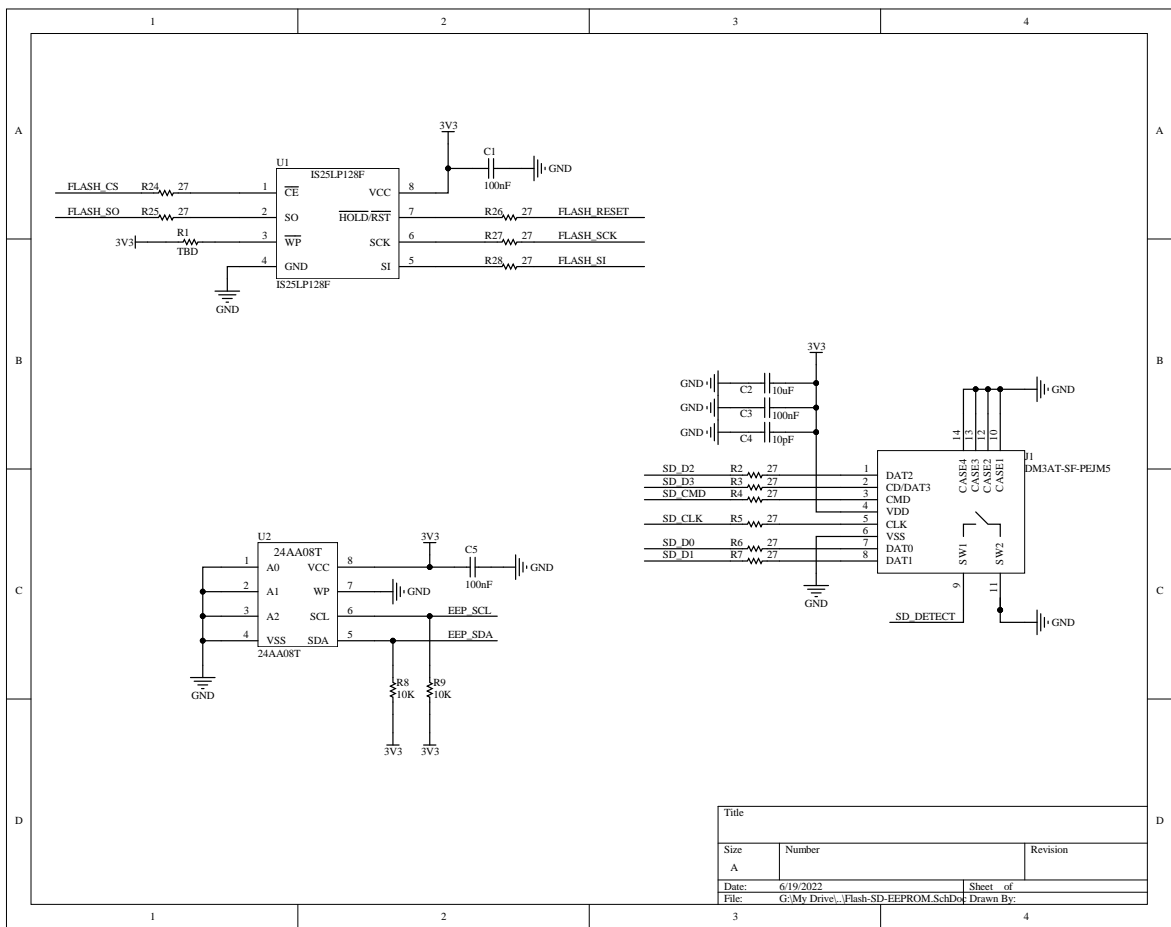 1 2 3 4
A A
B B
C C
D D
3V3
C1
100nF
GND
U1
IS25LP128F
FLASH_CS R24 27 1 CE VCC 8
FLASH_SO R25 27 2 SO HOLD/RST 7 R26 27 FLASH_RESET
3V3 R1 TBD 3 WP SCK 6 R27 27 FLASH_SCK
4 GND SI 5 R28 27 FLASH_SI
GND
IS25LP128F
3V3
GND C2 10uF
GND C3 100nF
GND C4 10pF
GND
14 13 12 10
CASE4 CASE3 CASE2 CASE1
J1
DM3AT-SF-PEJM5
SD_D2 R2 27 1 DAT2
SD_D3 R3 27 2 CD/DAT3
SD_CMD R4 27 3 CMD
4 VDD
SD_CLK R5 27 5 CLK
6 VSS
SD_D0 R6 27 7 DAT0
SD_D1 R7 27 8 DAT1
SW1 SW2
9 11
GND
SD_DETECT
GND
U2
24AA08T
3V3
C5
100nF
GND
1 A0 VCC 8
2 A1 WP 7 GND
3 A2 SCL 6 EEP_SCL
4 VSS SDA 5 EEP_SDA
24AA08T
GND
R8 10K R9 10K
3V3 3V3
Title
Size Number Revision
A
Date: 6/19/2022 Sheet of
File: G:\My Drive\..\Flash-SD-EEPROM.SchDoc Drawn By:
1 2 3 4